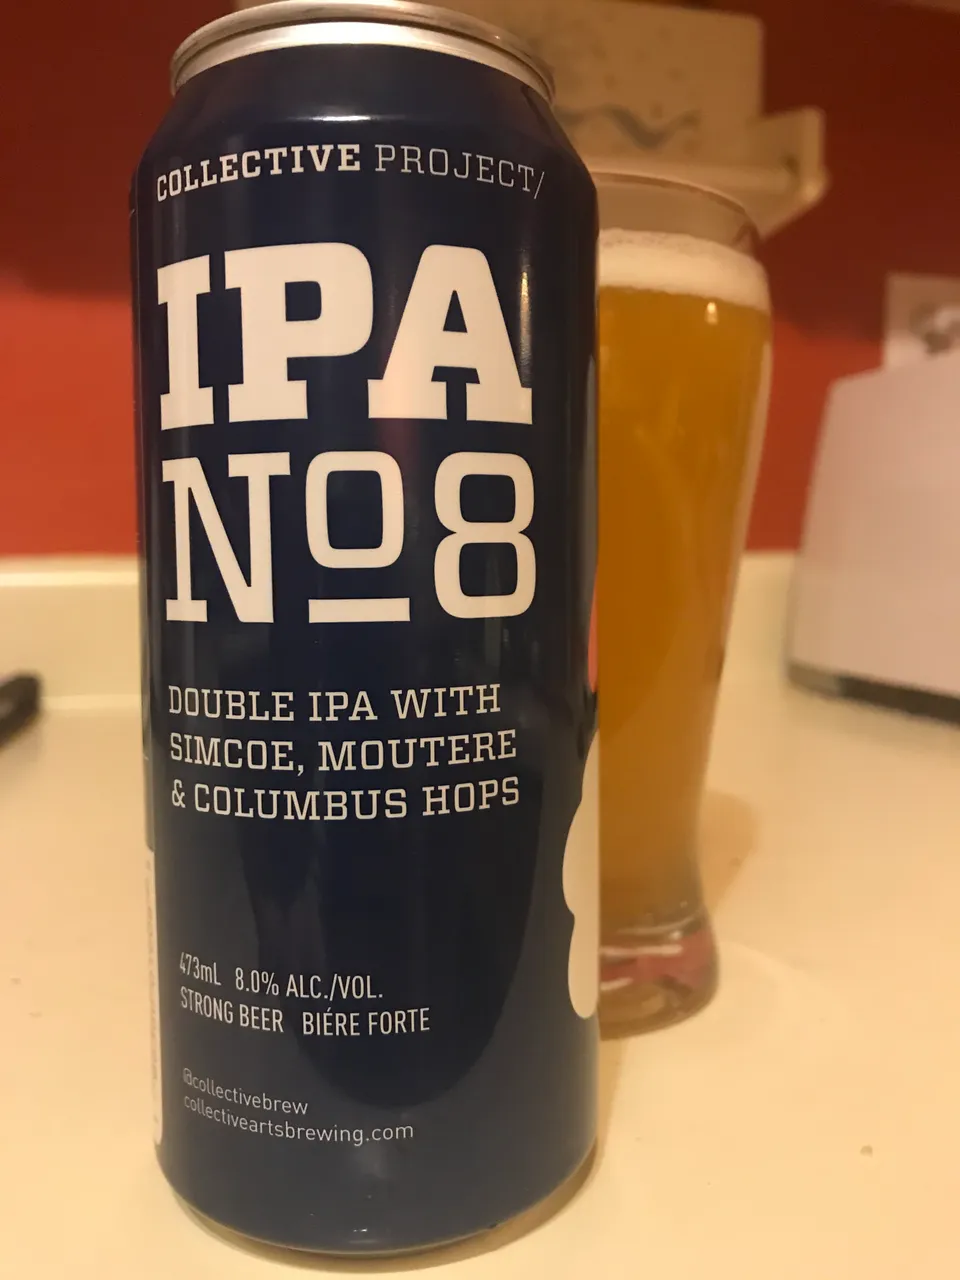 COLLECTIVE PROJECT/
IPA
Nº8
DOUBLE IPA WITH
SIMCOE, MOUTERE
& COLUMBUS HOPS
473mL 8.0% ALC./VOL.
STRONG BEER BIÉRE FORTE
@collectivebrew
collectiveartsbrewing.com